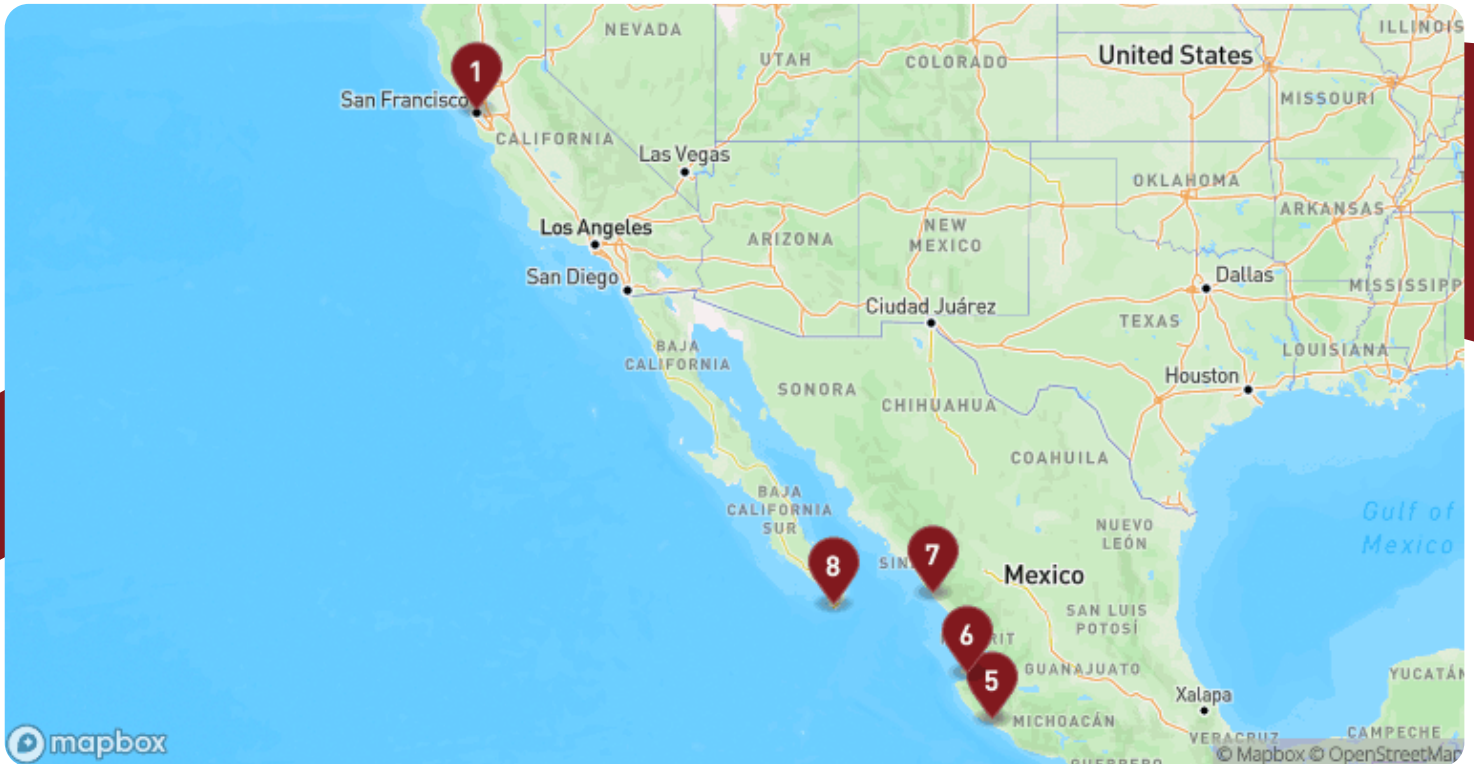 NEVADA
ILLINOIS
UTAH
COLORADO
United States
1
San Francisco
MISSOURI
CALIFORNIA
Las Vegas
OKLAHOMA
ARKANSAS
Los Angeles
NEW
MEXICO
ARIZONA
San Diego
Dallas
MISSISSIPP
Ciudad Juárez
TEXAS
BAJA
CALIFORNIA
LOUISIANA
SONORA
Houston
CHIHUAHUA
COAHUILA
BAJA
CALIFORNIA
SUR
Gulf of
Mexico
NUEVO
LEÓN
8
SIN
7
Mexico
SAN LUIS
POTOSÍ
6
RIT
GUANAJUATO
5
YUCATÁN
Xalapa
MICHOACÁN
VERACRUZ
CAMPECHE
mapbox
© Mapbox © OpenStreetMap
GUERRERO